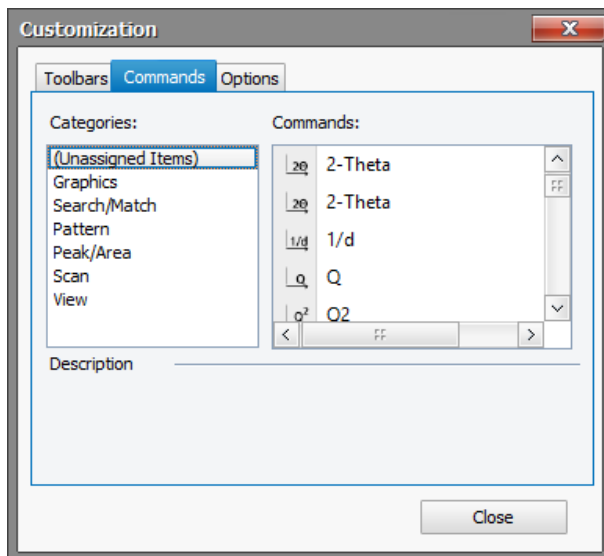 Customization
Toolbars Commands Options
Categories: Commands:
(Unassigned Items)
Graphics
Search/Match
Pattern
Peak/Area
Scan
View
2θ 2-Theta
2θ 2-Theta
1/d 1/d
Q Q
Q² Q2
Description
Close